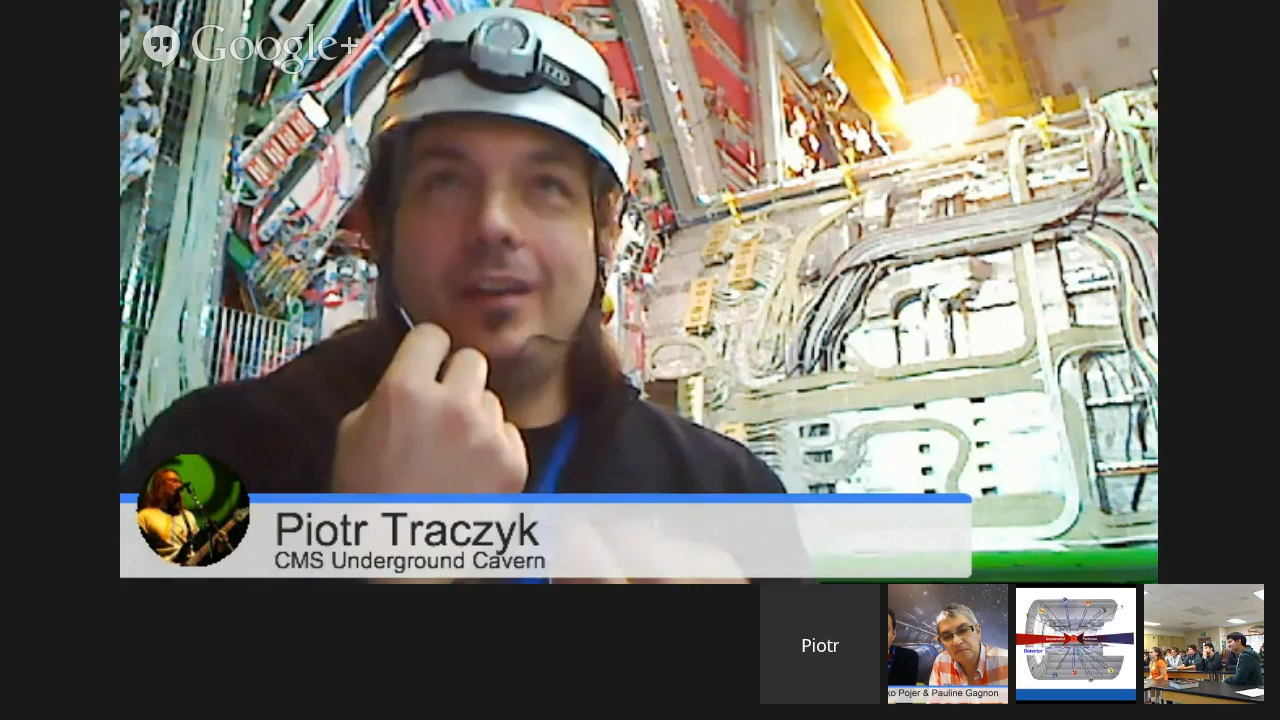 Google+
Piotr Traczyk
CMS Underground Cavern
Piotr
ko Pojer & Pauline Gagnon
Detector